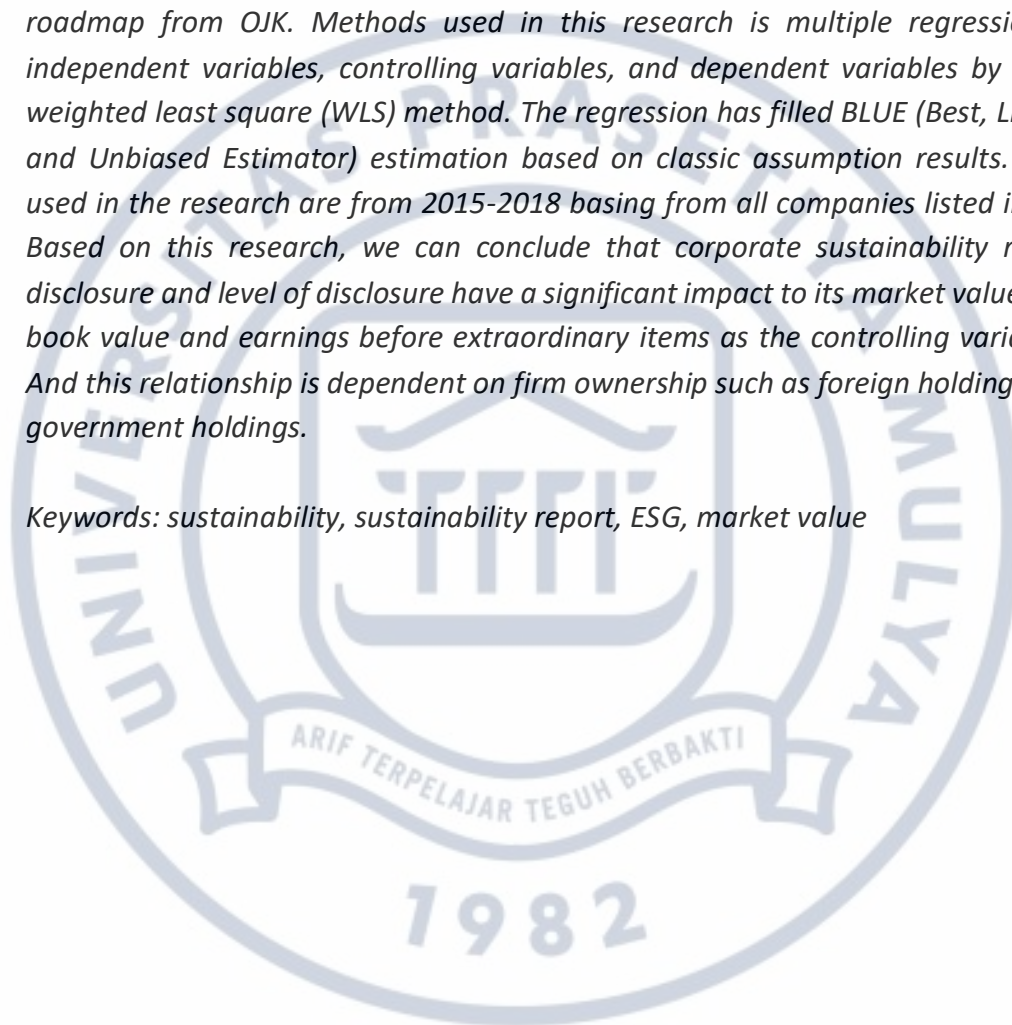 roadmap from OJK. Methods used in this research is multiple regressio
independent variables, controlling variables, and dependent variables by
weighted least square (WLS) method. The regression has filled BLUE (Best, L
and Unbiased Estimator) estimation based on classic assumption results.
used in the research are from 2015-2018 basing from all companies listed i
Based on this research, we can conclude that corporate sustainability r
disclosure and level of disclosure have a significant impact to its market value
book value and earnings before extraordinary items as the controlling varia
And this relationship is dependent on firm ownership such as foreign holding
government holdings.
Keywords: sustainability, sustainability report, ESG, market value
UNIVERSITAS PRASETIYA MULYA
ARIF TERPELAJAR TEGUH BERBAKTI
1982